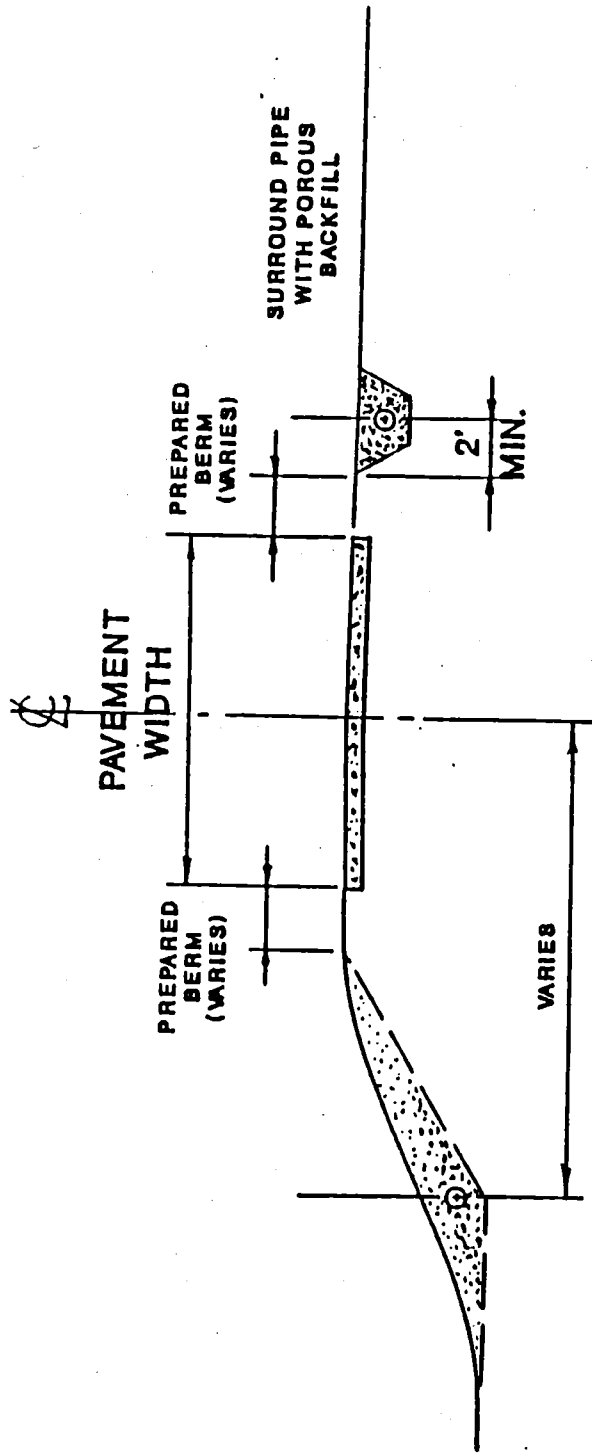 ℄
PAVEMENT
WIDTH
PREPARED
BERM
(VARIES)
PREPARED
BERM
(VARIES)
SURROUND PIPE
WITH POROUS
BACKFILL
2'
MIN.
VARIES